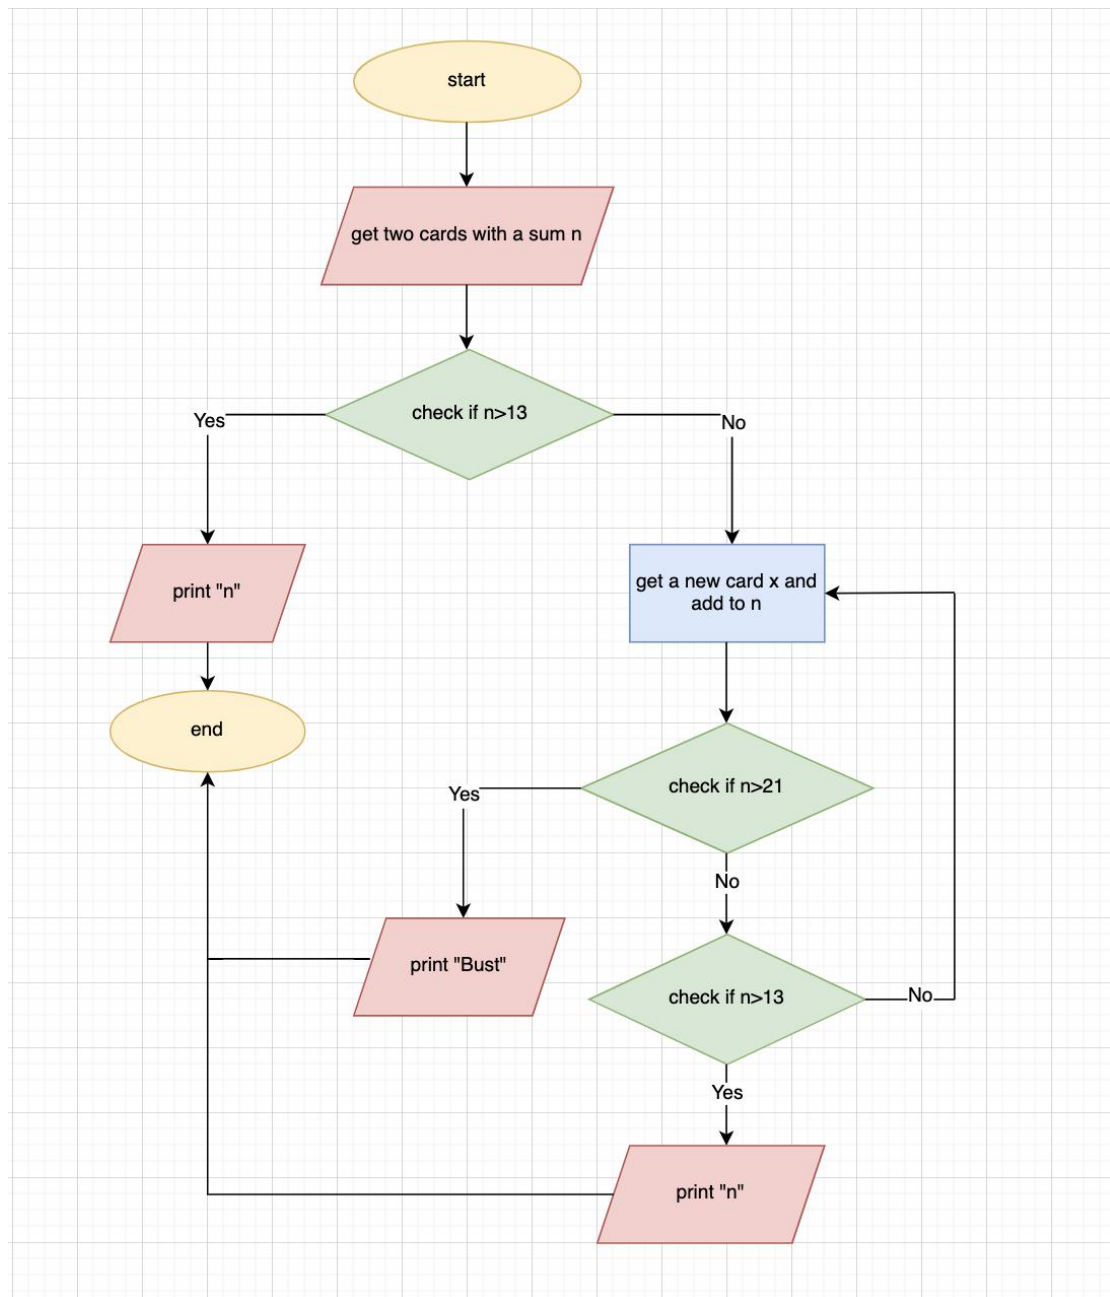 start
get two cards with a sum n
check if n>13
Yes
No
print "n"
get a new card x and
add to n
end
check if n>21
Yes
No
print "Bust"
check if n>13
No
Yes
print "n"